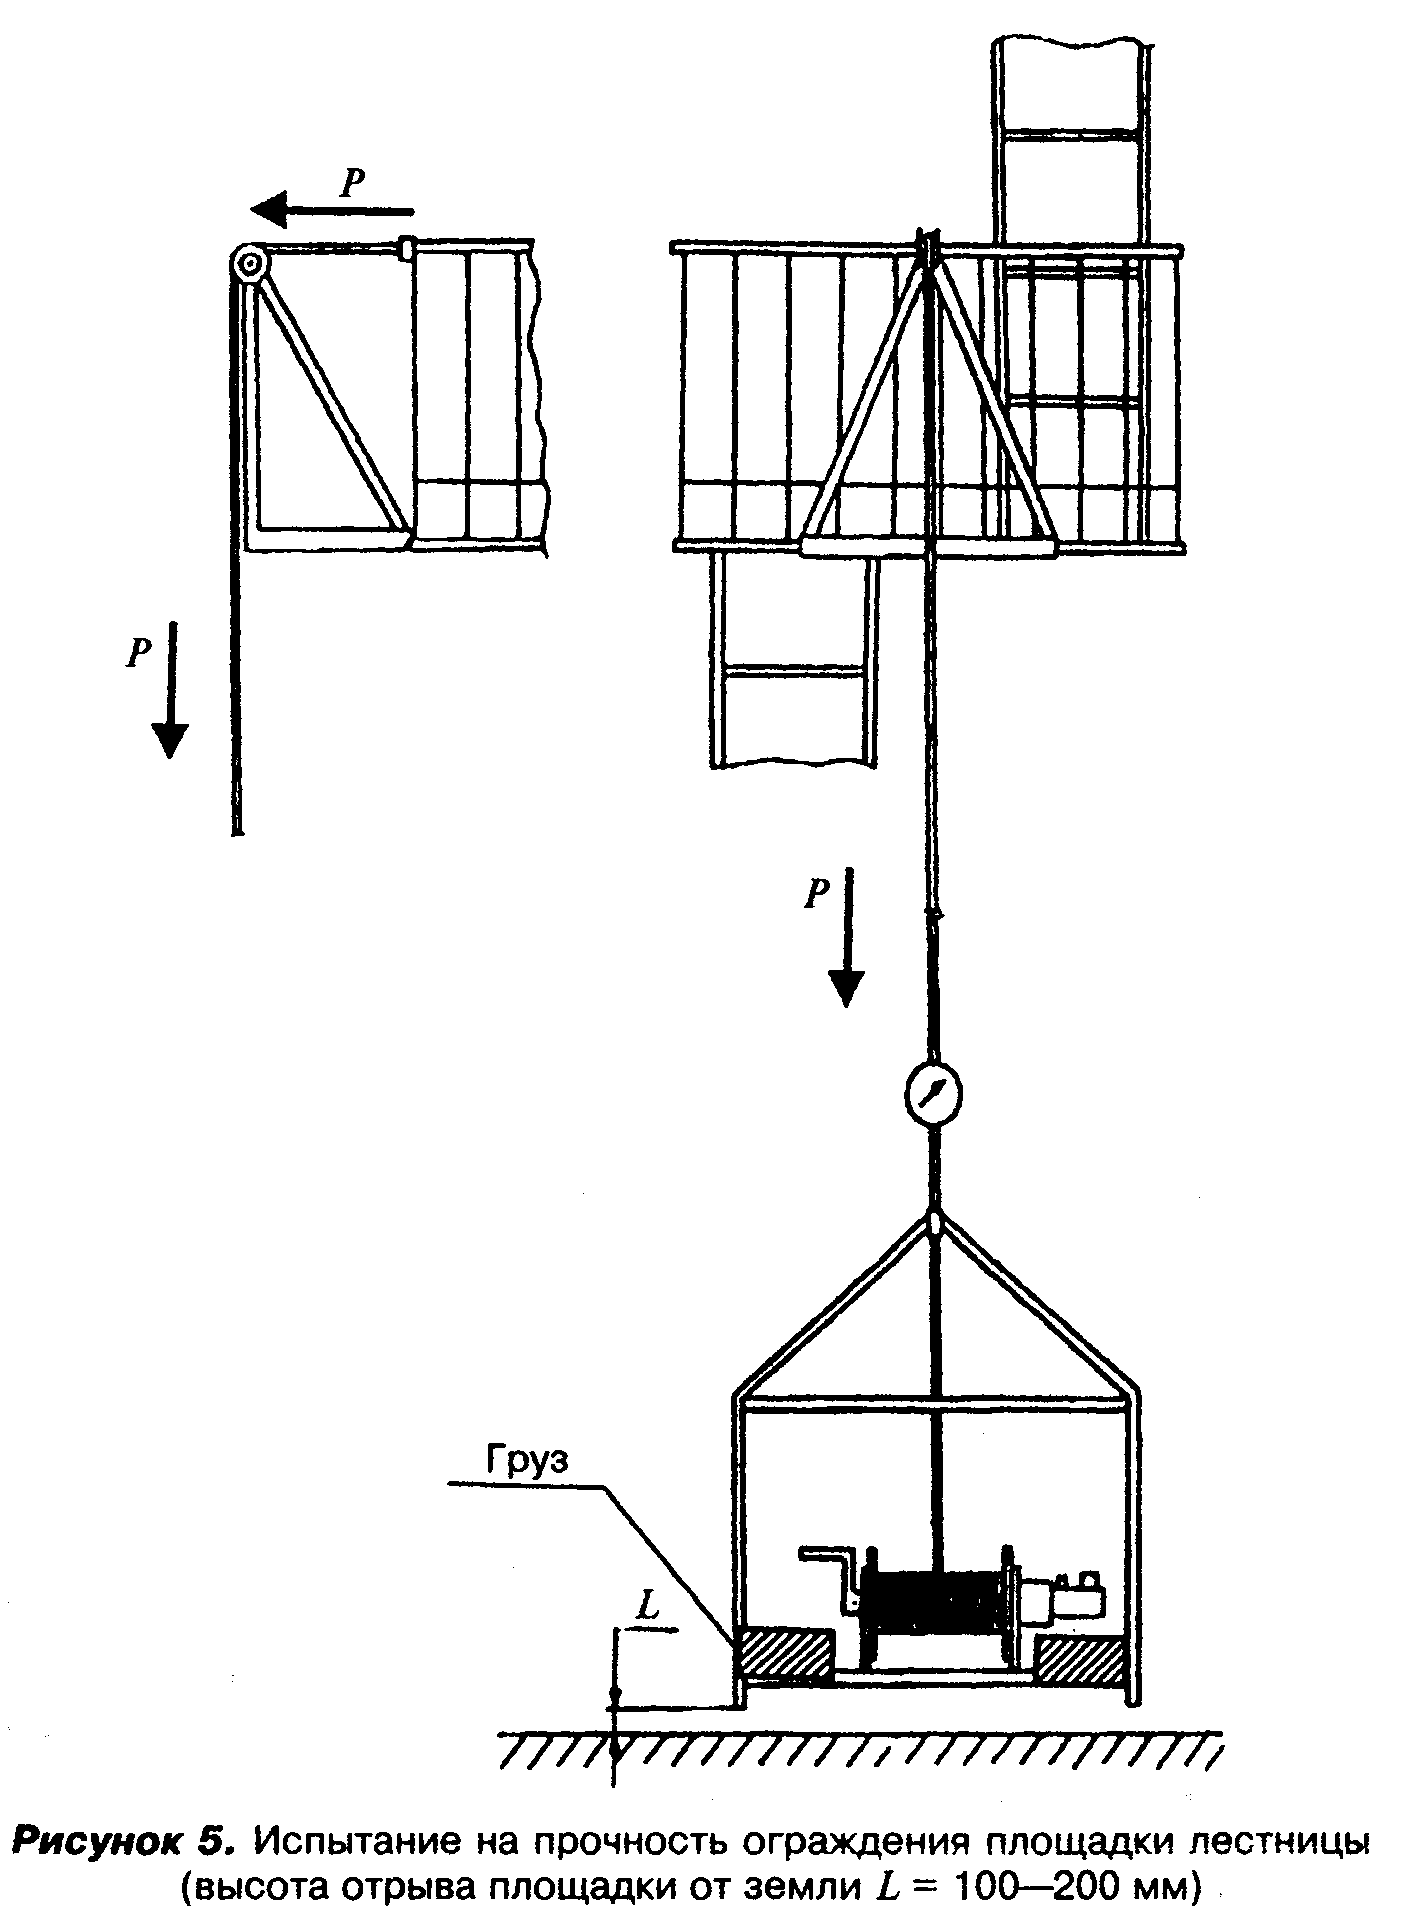 P
P
P
Груз
L
Рисунок 5. Испытание на прочность ограждения площадки лестницы
(высота отрыва площадки от земли L = 100—200 мм)